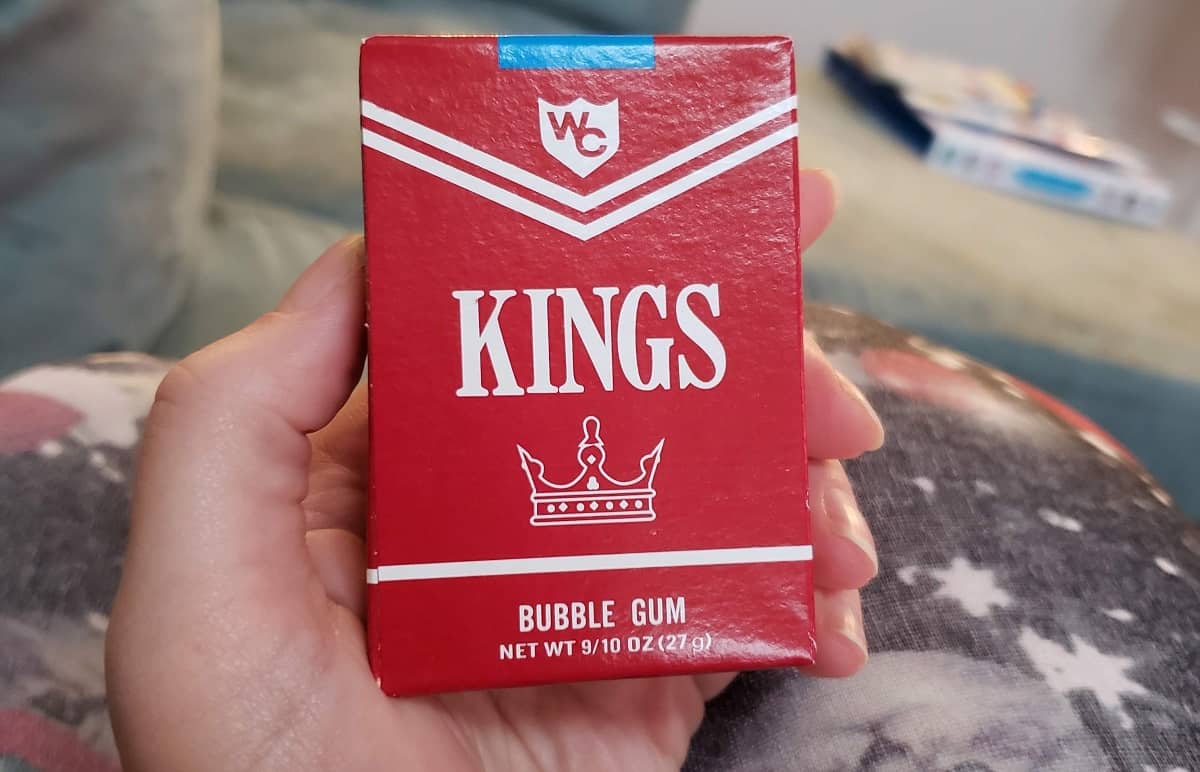 WC
KINGS
BUBBLE GUM
NET WT 9/10 OZ (27 g)